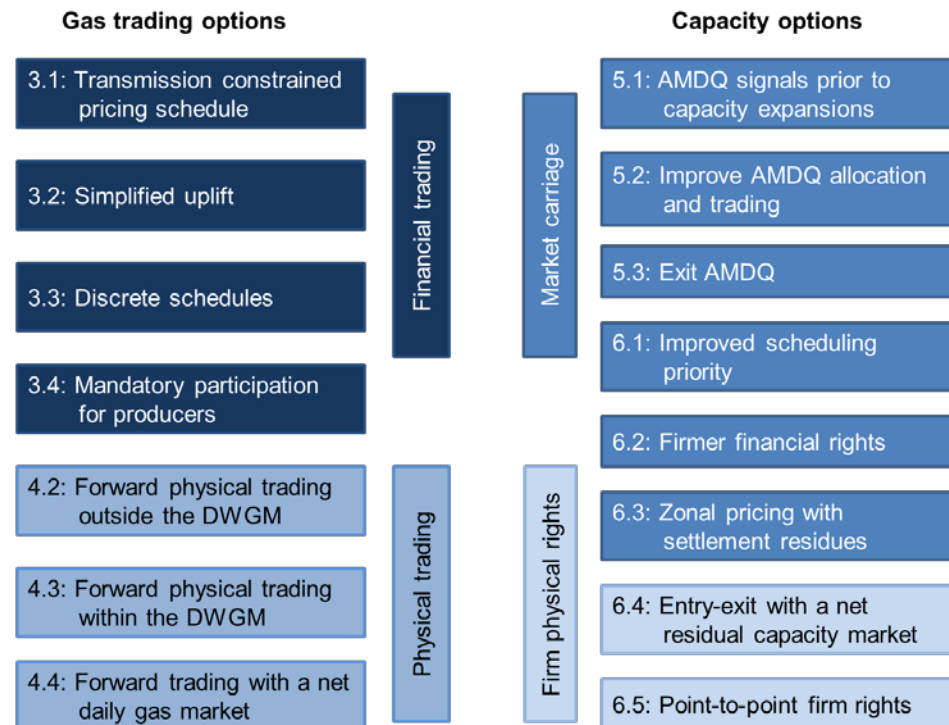 Gas trading options
3.1: Transmission constrained
pricing schedule
3.2: Simplified uplift
3.3: Discrete schedules
3.4: Mandatory participation
for producers
4.2: Forward physical trading
outside the DWGM
4.3: Forward physical trading
within the DWGM
4.4: Forward trading with a net
daily gas market
Financial trading
Physical trading
Capacity options
Market carriage
Firm physical rights
5.1: AMDQ signals prior to
capacity expansions
5.2: Improve AMDQ allocation
and trading
5.3: Exit AMDQ
6.1: Improved scheduling
priority
6.2: Firmer financial rights
6.3: Zonal pricing with
settlement residues
6.4: Entry-exit with a net
residual capacity market
6.5: Point-to-point firm rights